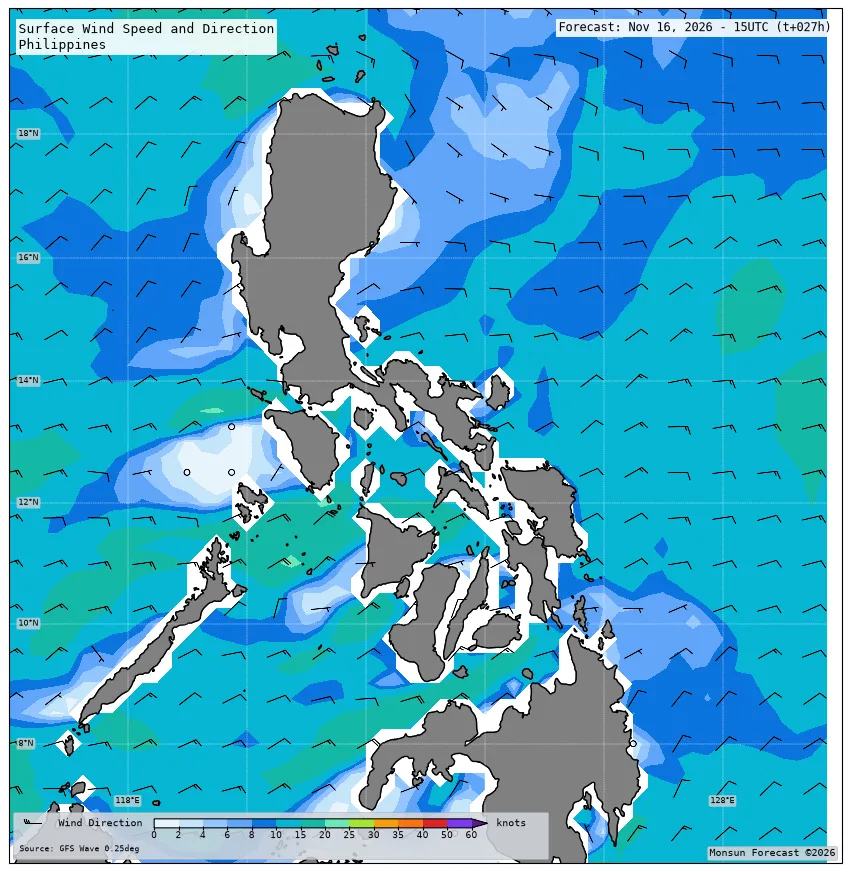 Surface Wind Speed and Direction
Philippines
Forecast: Nov 16, 2026 - 15UTC (t+027h)
18°N
16°N
14°N
12°N
10°N
8°N
118°E
128°E
Wind Direction
knots
0 2 4 6 8 10 15 20 25 30 35 40 50 60
Source: GFS Wave 0.25deg
Monsun Forecast ©2026